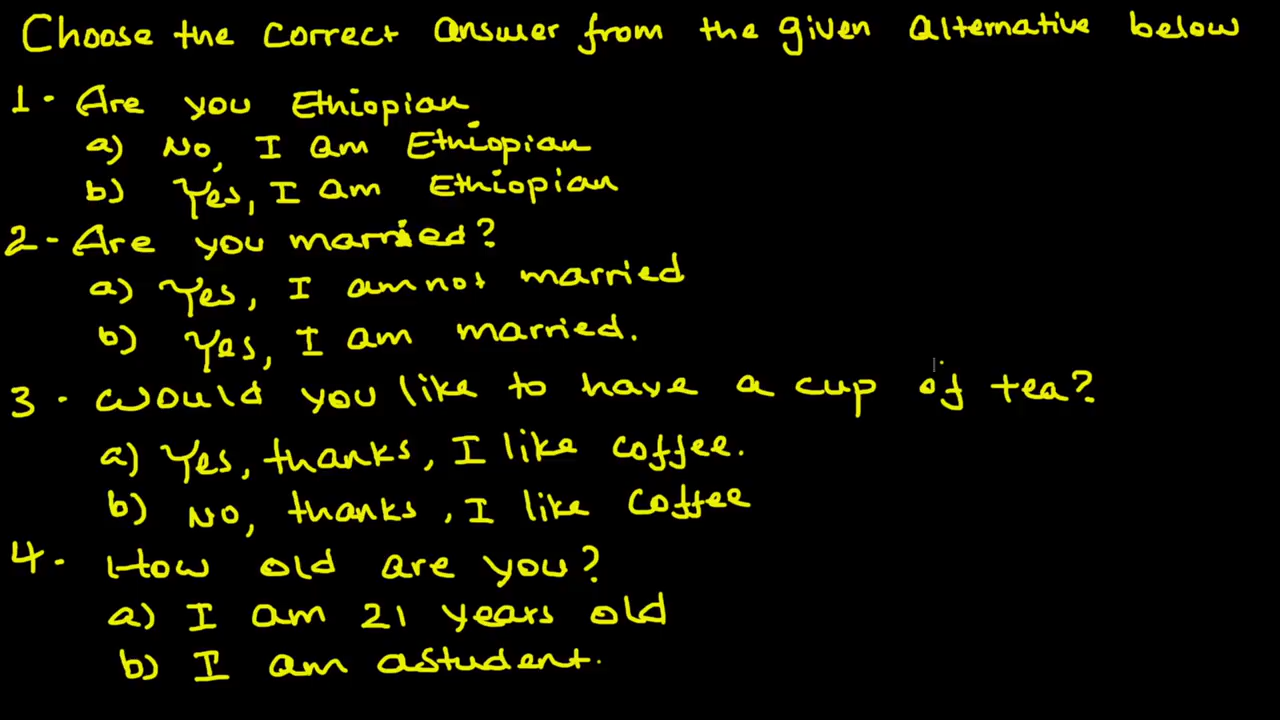 Choose the correct answer from the given alternative below
1- Are you Ethiopian
a) No, I am Ethiopian
b) Yes, I am Ethiopian
2- Are you married?
a) Yes, I am not married
b) Yes, I am married.
3- Would you like to have a cup of tea?
a) Yes, thanks, I like coffee.
b) No, thanks, I like coffee
4- How old are you?
a) I am 21 years old
b) I am a student.